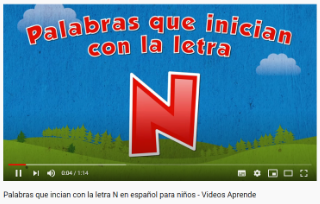 Palabras que inician
con la letra
N
0:04 / 1:14
Palabras que incian con la letra N en español para niños - Videos Aprende